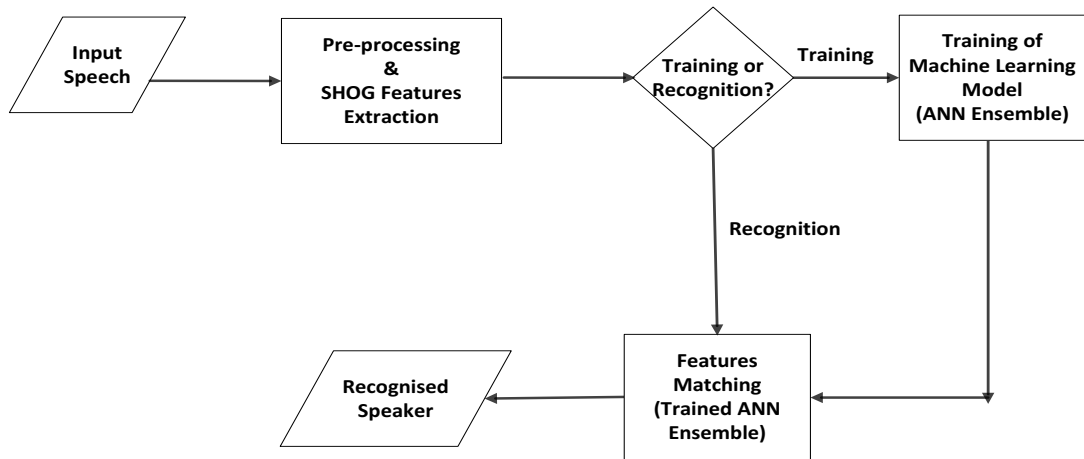 Input
Speech
Pre-processing
&
SHOG Features
Extraction
Training or
Recognition?
Training
Training of
Machine Learning
Model
(ANN Ensemble)
Recognition
Features
Matching
(Trained ANN
Ensemble)
Recognised
Speaker